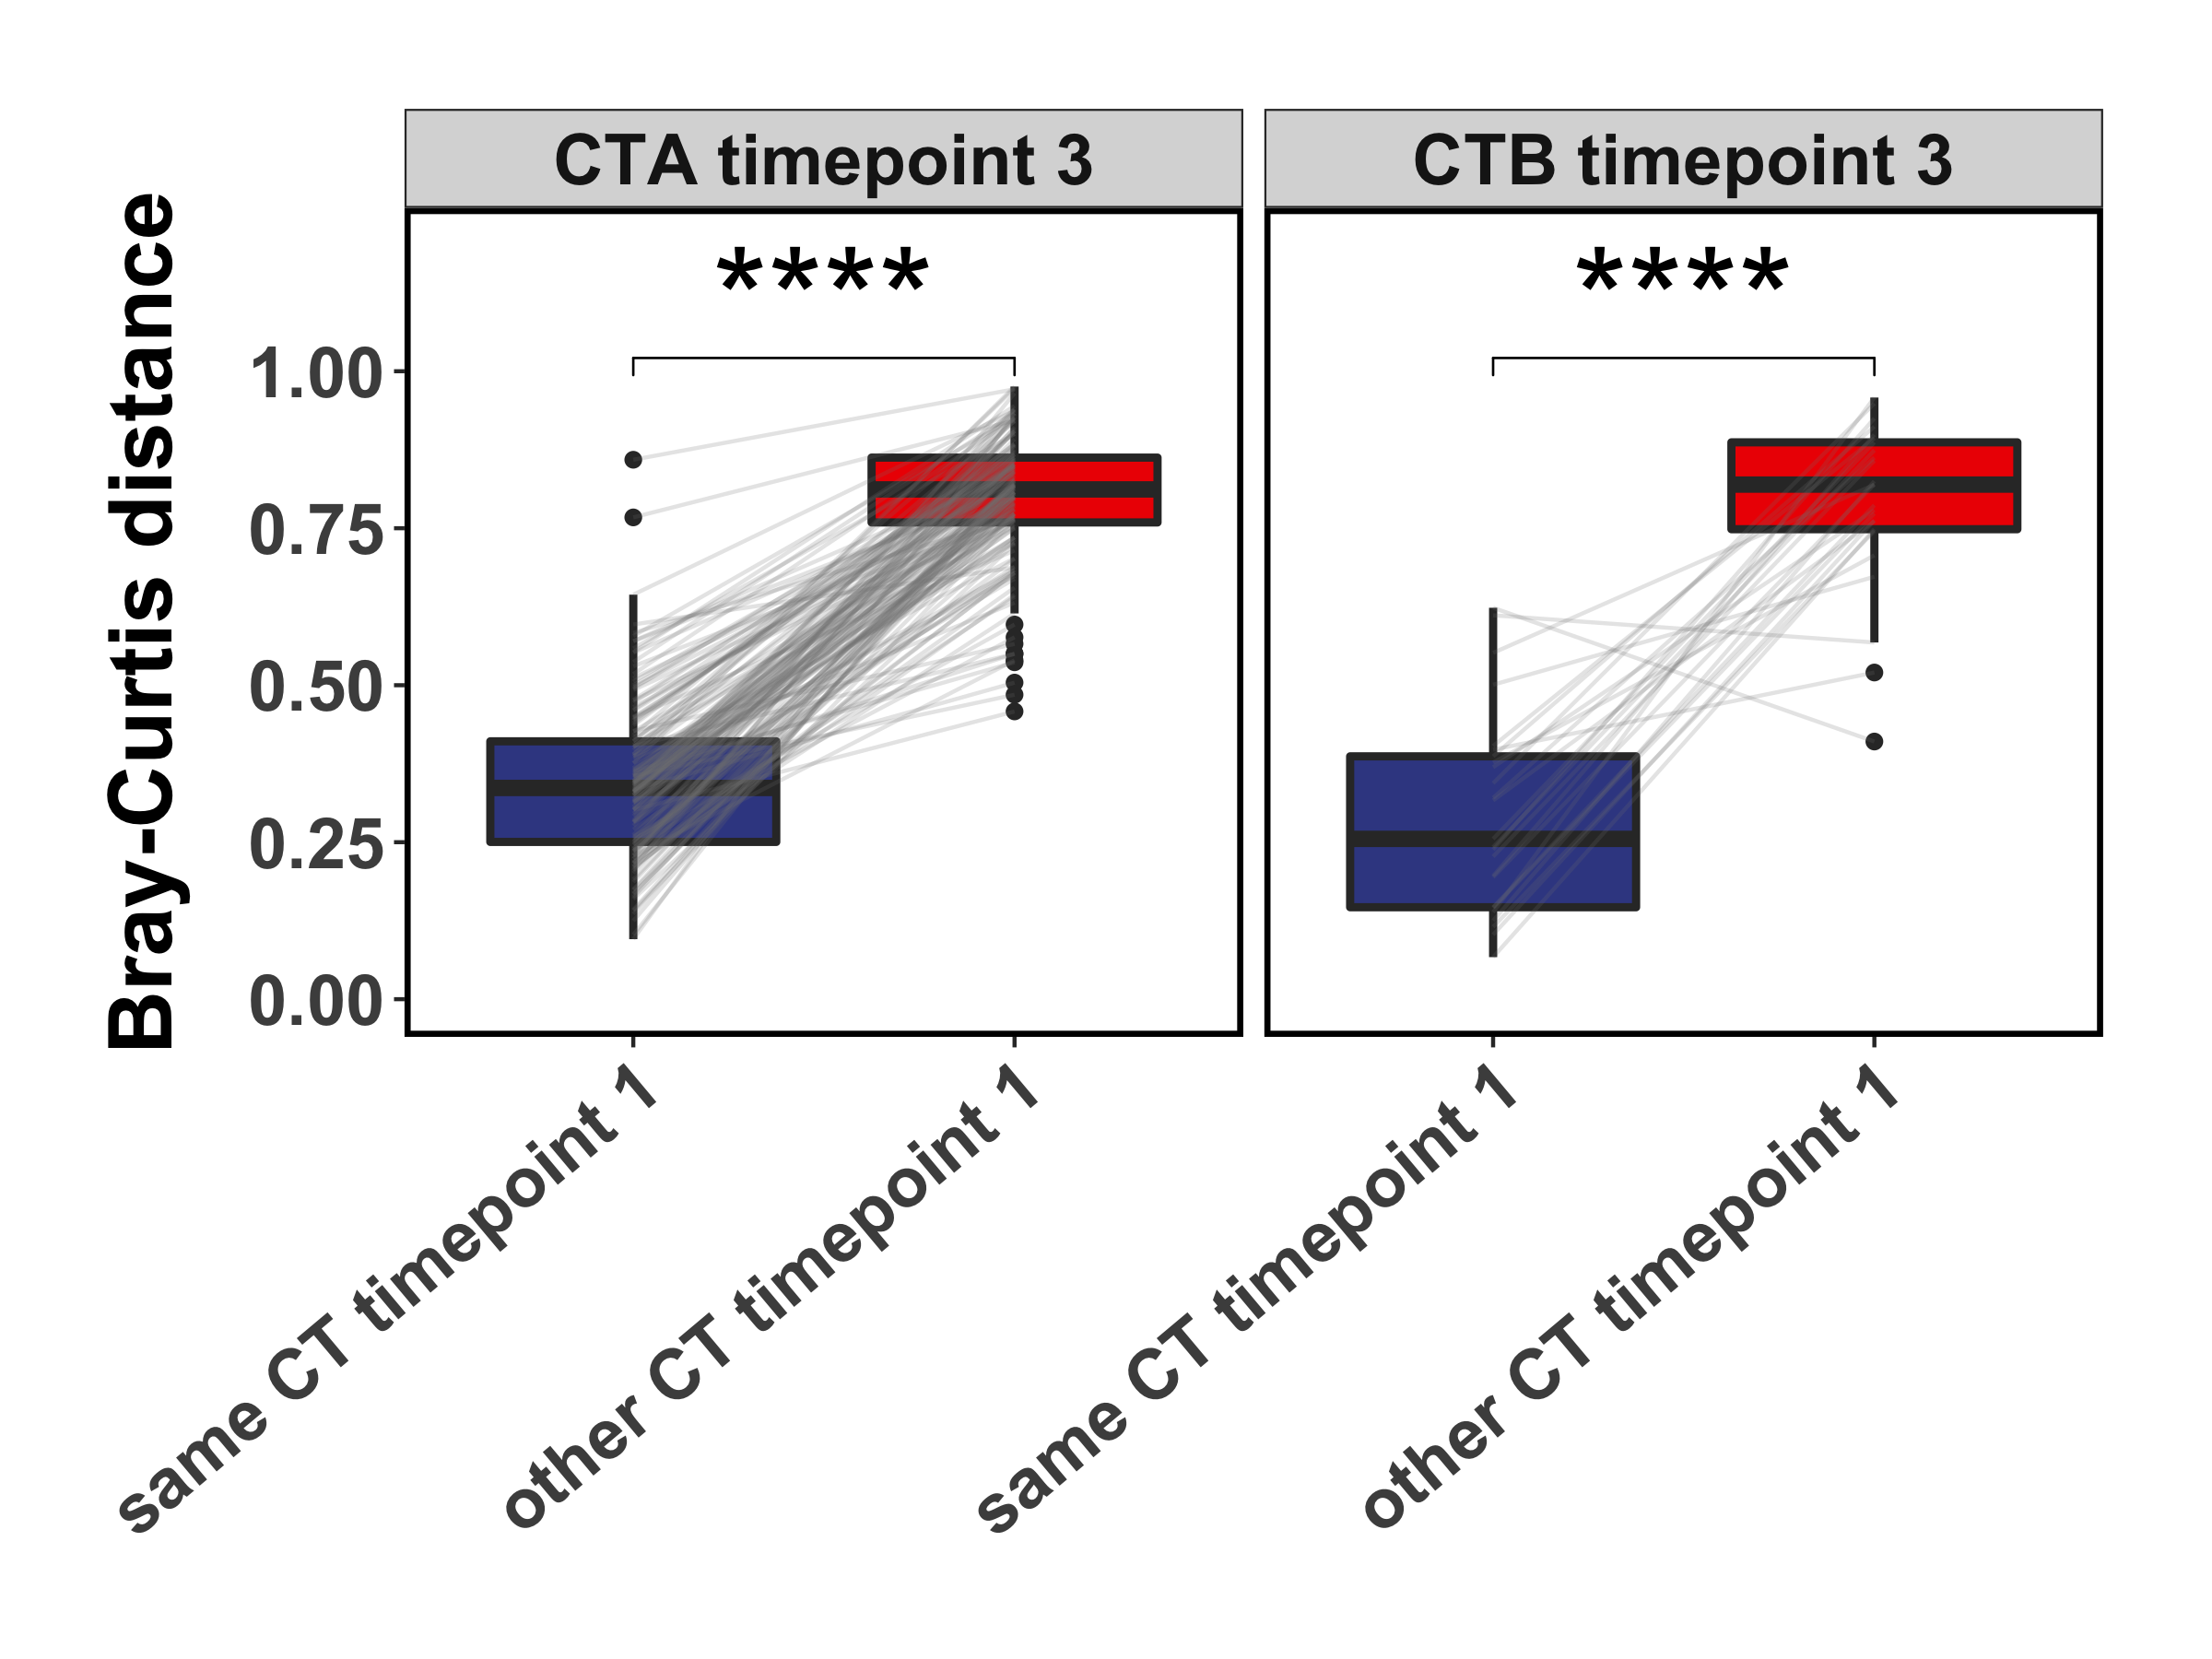 CTA timepoint 3
CTB timepoint 3
****
****
Bray-Curtis distance
1.00
0.75
0.50
0.25
0.00
same CT timepoint 1
other CT timepoint 1
same CT timepoint 1
other CT timepoint 1